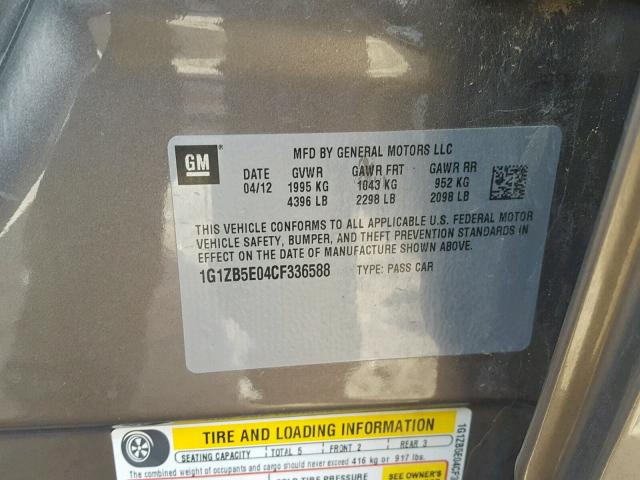 GM
MFD BY GENERAL MOTORS LLC
DATE GVWR GAWR FRT GAWR RR
04/12 1995 KG 1043 KG 952 KG
4396 LB 2298 LB 2098 LB
THIS VEHICLE CONFORMS TO ALL APPLICABLE U.S. FEDERAL MOTOR
VEHICLE SAFETY, BUMPER, AND THEFT PREVENTION STANDARDS IN
EFFECT ON THE DATE OF MANUFACTURE SHOWN ABOVE.
1G1ZB5E04CF336588 TYPE: PASS CAR
TIRE AND LOADING INFORMATION
SEATING CAPACITY TOTAL 5 FRONT 2 REAR 3
The combined weight of occupants and cargo should never exceed 416 kg or 917 lbs.
TIRE PRESSURE
SEE OWNER'S
1G1ZB5E04CF3